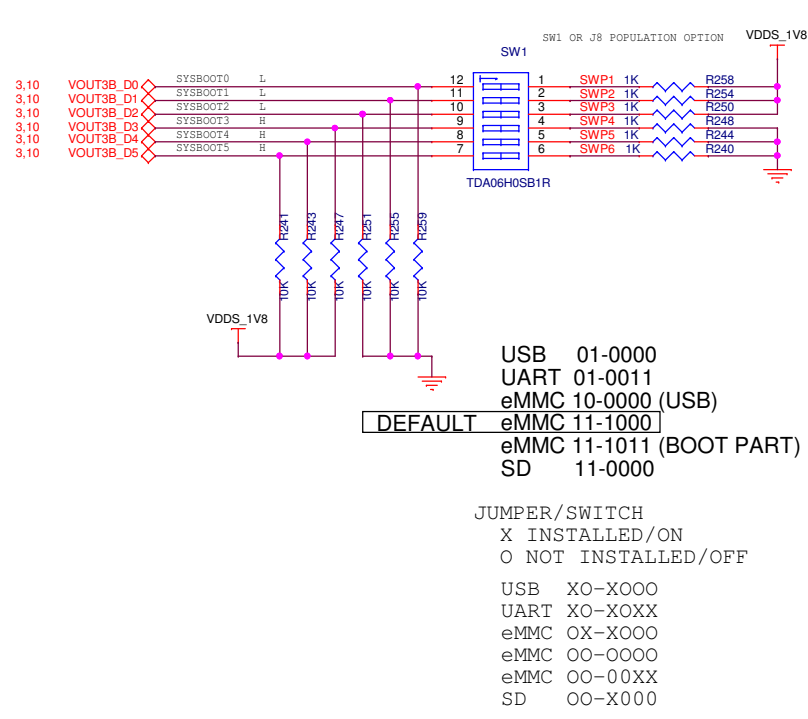 SW1 OR J8 POPULATION OPTION
VDDS_1V8
SW1
3,10 VOUT3B_D0 SYSBOOT0 L 12 1 SWP1 1K R258
3,10 VOUT3B_D1 SYSBOOT1 L 11 2 SWP2 1K R254
3,10 VOUT3B_D2 SYSBOOT2 L 10 3 SWP3 1K R250
3,10 VOUT3B_D3 SYSBOOT3 H 9 4 SWP4 1K R248
3,10 VOUT3B_D4 SYSBOOT4 H 8 5 SWP5 1K R244
3,10 VOUT3B_D5 SYSBOOT5 H 7 6 SWP6 1K R240
TDA06H0SB1R
R241 R243 R247 R251 R255 R259
10K 10K 10K 10K 10K 10K
VDDS_1V8
USB 01-0000
UART 01-0011
eMMC 10-0000 (USB)
DEFAULT eMMC 11-1000
eMMC 11-1011 (BOOT PART)
SD 11-0000
JUMPER/SWITCH
X INSTALLED/ON
O NOT INSTALLED/OFF
USB XO-XOOO
UART XO-XOXX
eMMC OX-XOOO
eMMC OO-OOOO
eMMC OO-00XX
SD OO-X000